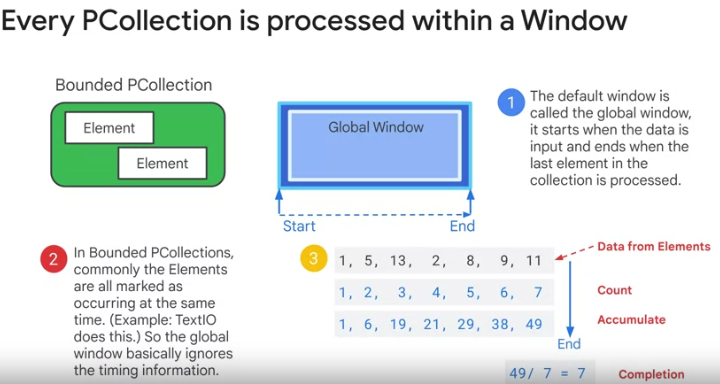 Every PCollection is processed within a Window
Bounded PCollection
Element
Element
Global Window
Start
End
1
The default window is
called the global window,
it starts when the data is
input and ends when the
last element in the
collection is processed.
2
In Bounded PCollections,
commonly the Elements
are all marked as
occurring at the same
time. (Example: TextIO
does this.) So the global
window basically ignores
the timing information.
3
1, 5, 13, 2, 8, 9, 11
Data from Elements
1, 2, 3, 4, 5, 6, 7
Count
1, 6, 19, 21, 29, 38, 49
Accumulate
End
49/ 7 = 7
Completion